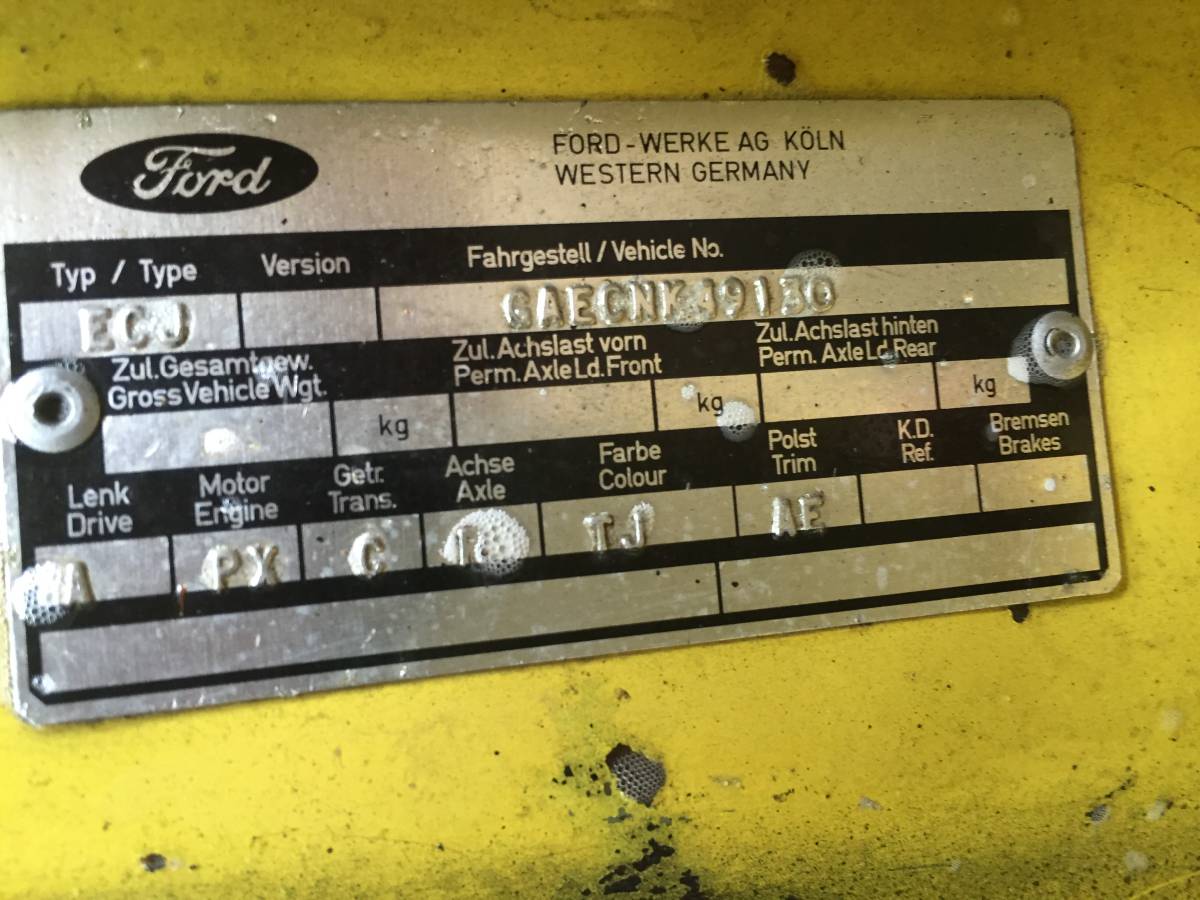 Ford
FORD-WERKE AG KÖLN
WESTERN GERMANY
Typ / Type Version Fahrgestell / Vehicle No.
ECJ GAECNK49130
Zul.Gesamtgew. Zul.Achslast vorn Zul.Achslast hinten
Gross Vehicle Wgt. Perm.Axle Ld.Front Perm. Axle Ld.Rear
kg kg kg
Lenk Motor Getr. Achse Farbe Polst K.D. Bremsen
Drive Engine Trans. Axle Colour Trim Ref. Brakes
A PX C TJ AE